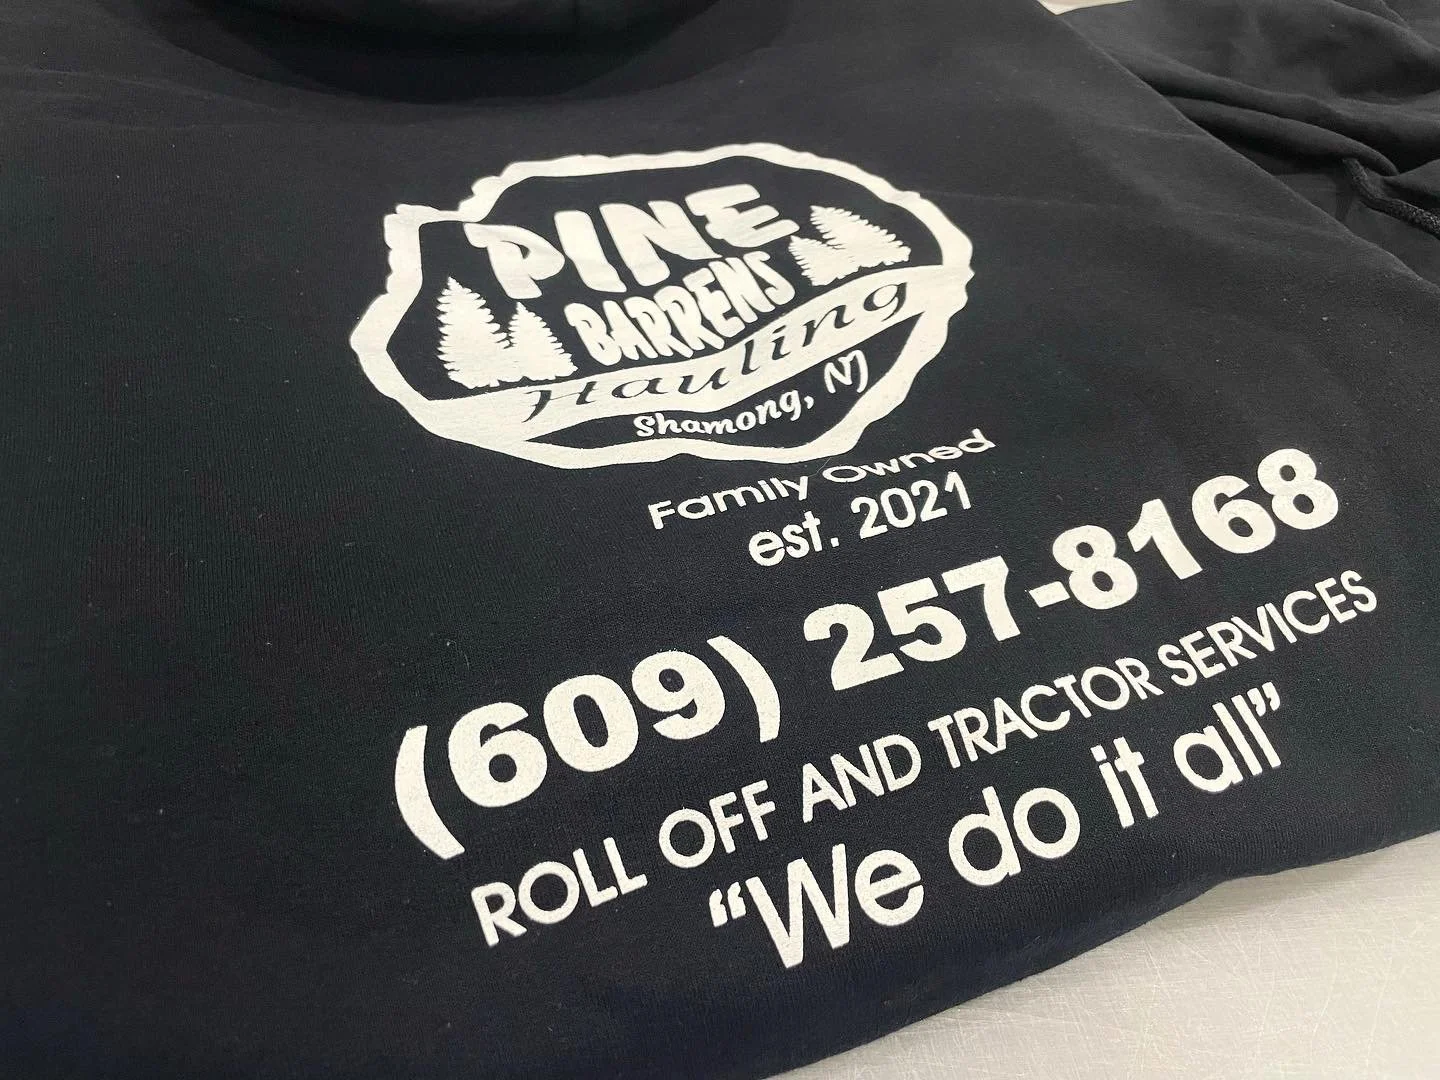 PINE
BARRENS
Hauling
Shamong, NJ
Family Owned
est. 2021
(609) 257-8168
ROLL OFF AND TRACTOR SERVICES
“We do it all”